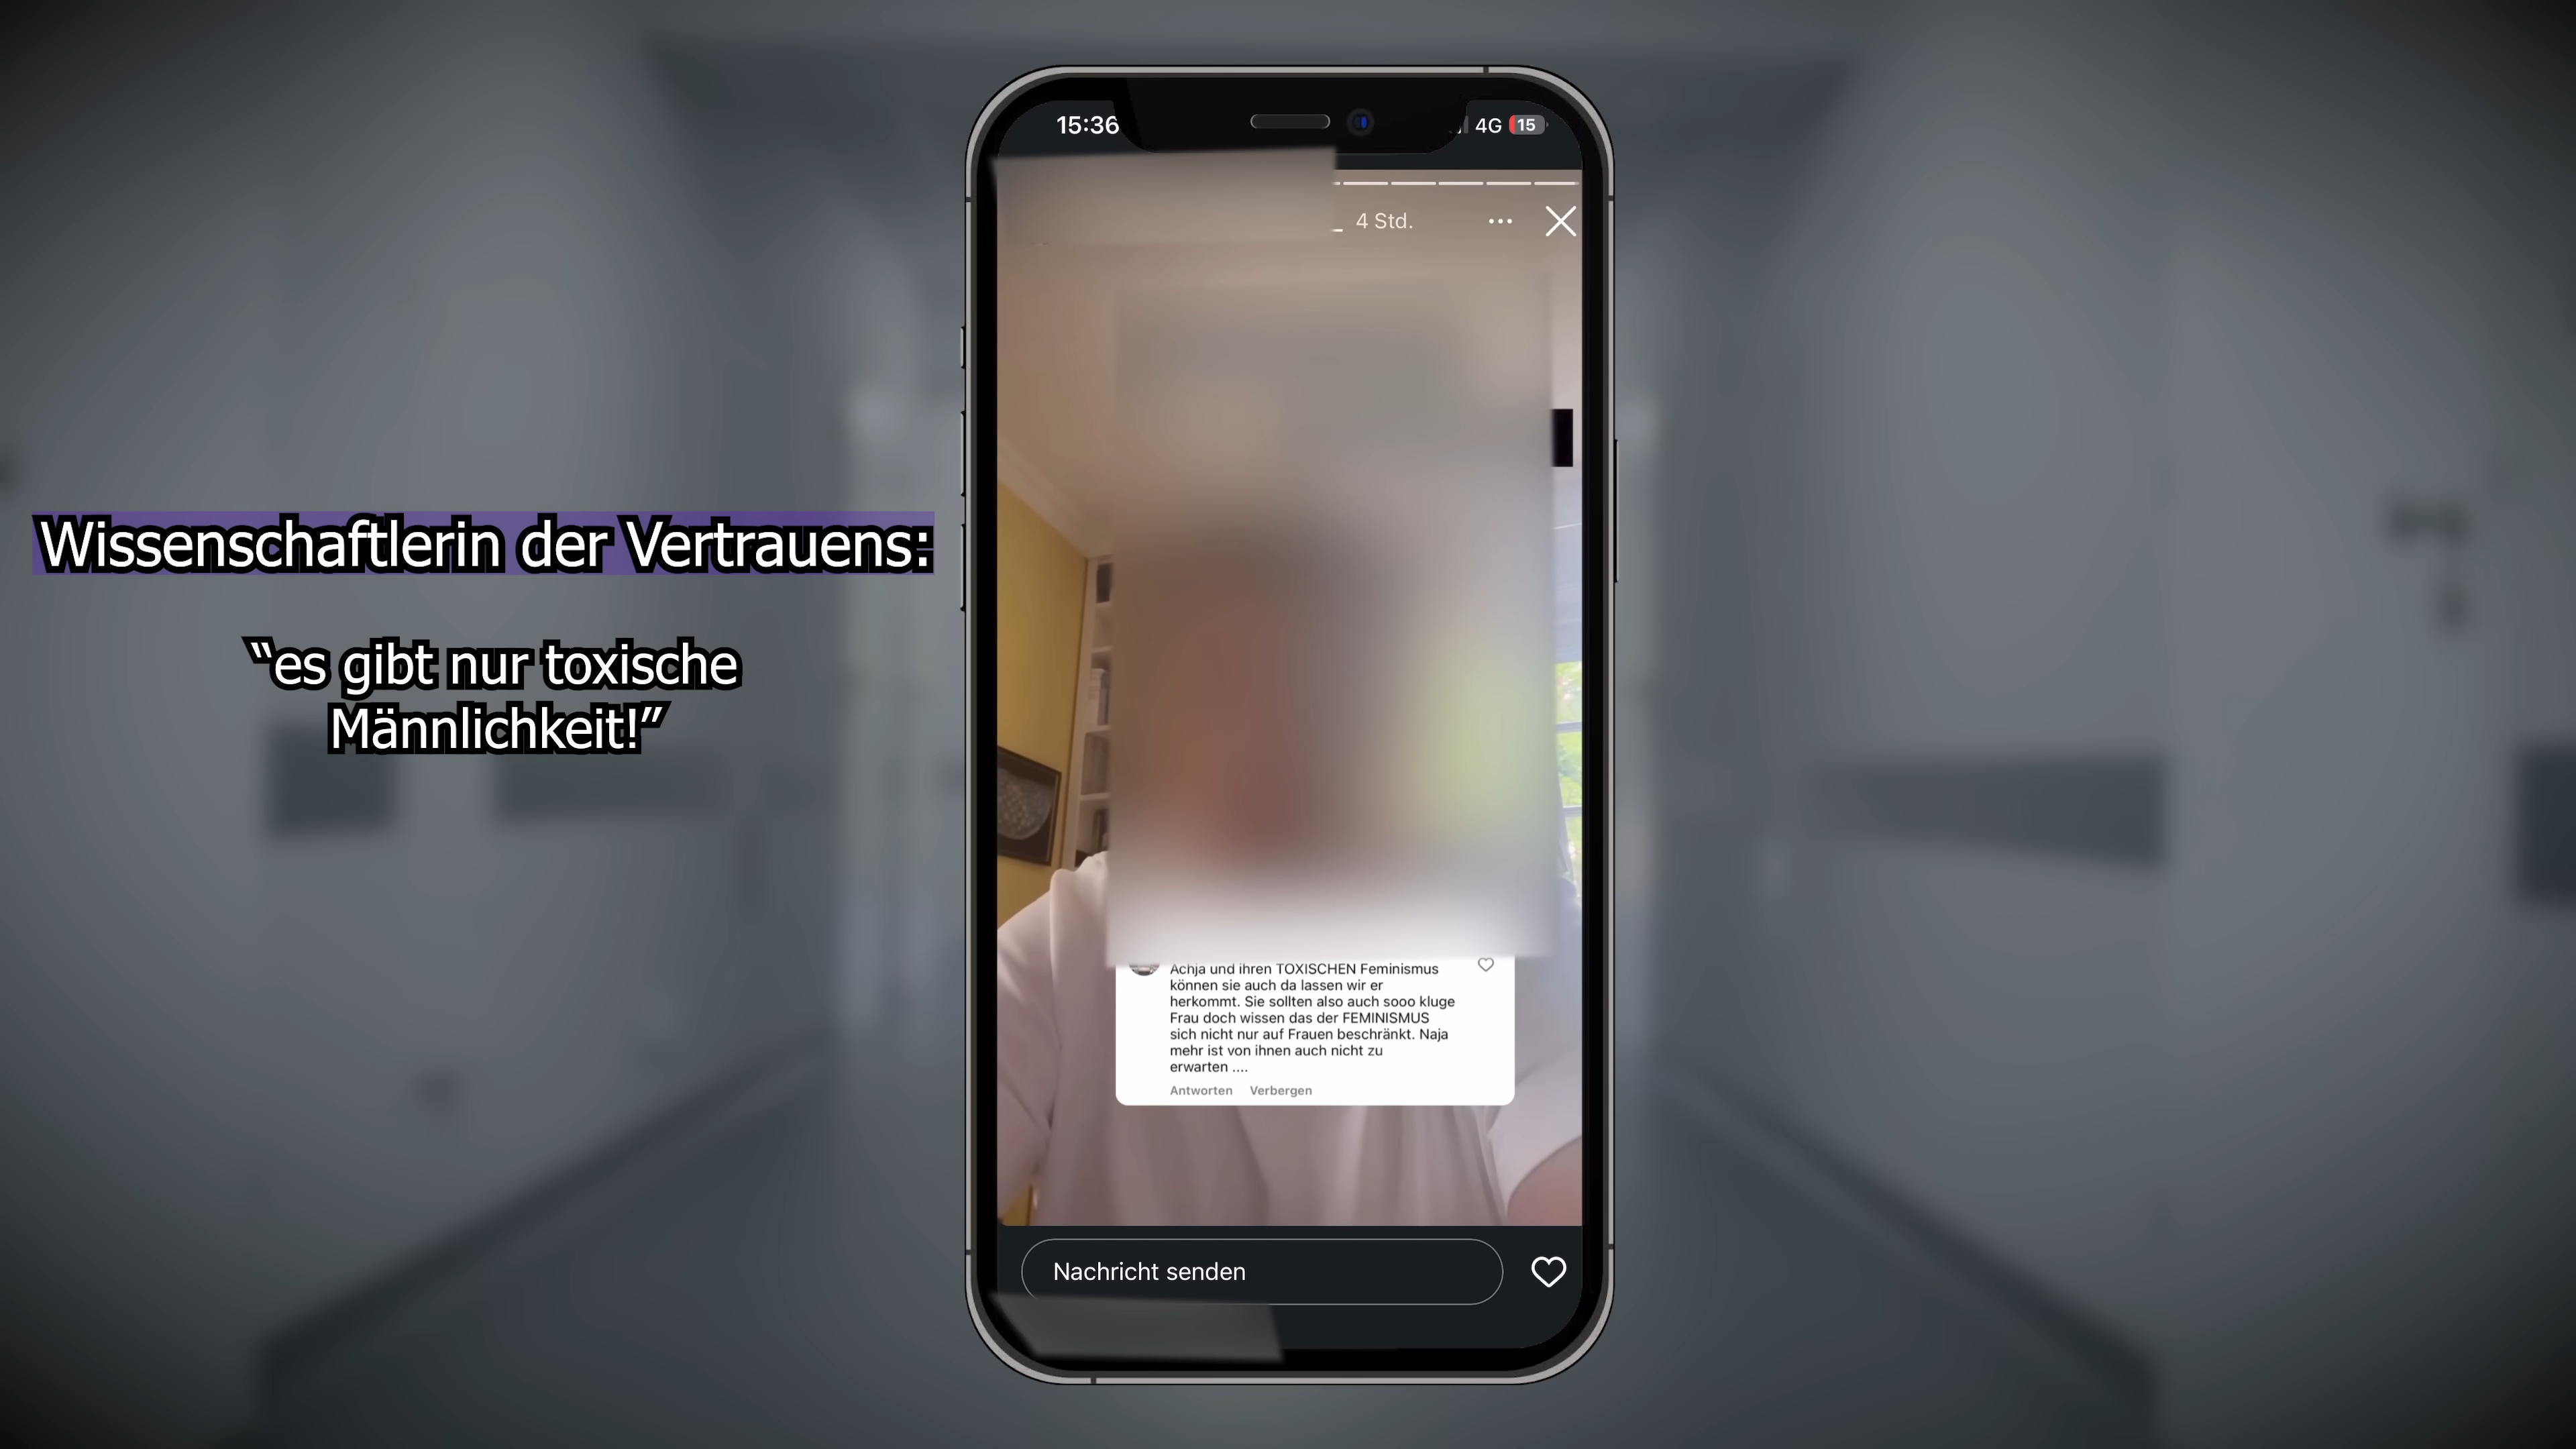 15:36
4G 15
4 Std.
Wissenschaftlerin der Vertrauens:
“es gibt nur toxische
Männlichkeit!”
Achja und ihren TOXISCHEN Feminismus
können sie auch da lassen wir er
herkommt. Sie sollten also auch sooo kluge
Frau doch wissen das der FEMINISMUS
sich nicht nur auf Frauen beschränkt. Naja
mehr ist von ihnen auch nicht zu
erwarten ....
Antworten Verbergen
Nachricht senden